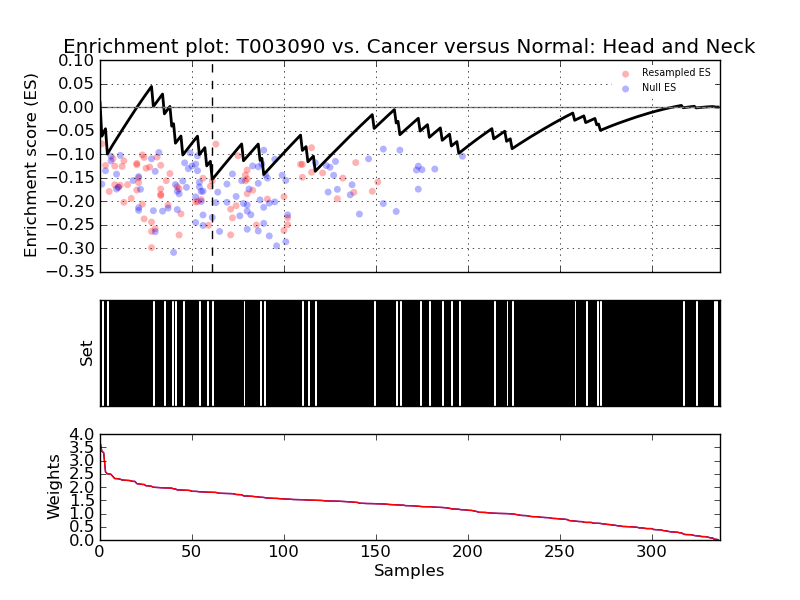 Enrichment plot: T003090 vs. Cancer versus Normal: Head and Neck
0.10
0.05
0.00
−0.05
−0.10
−0.15
−0.20
−0.25
−0.30
−0.35
Enrichment score (ES)
Resampled ES
Null ES
Set
4.0
3.5
3.0
2.5
2.0
1.5
1.0
0.5
0.0
Weights
0 50 100 150 200 250 300
Samples